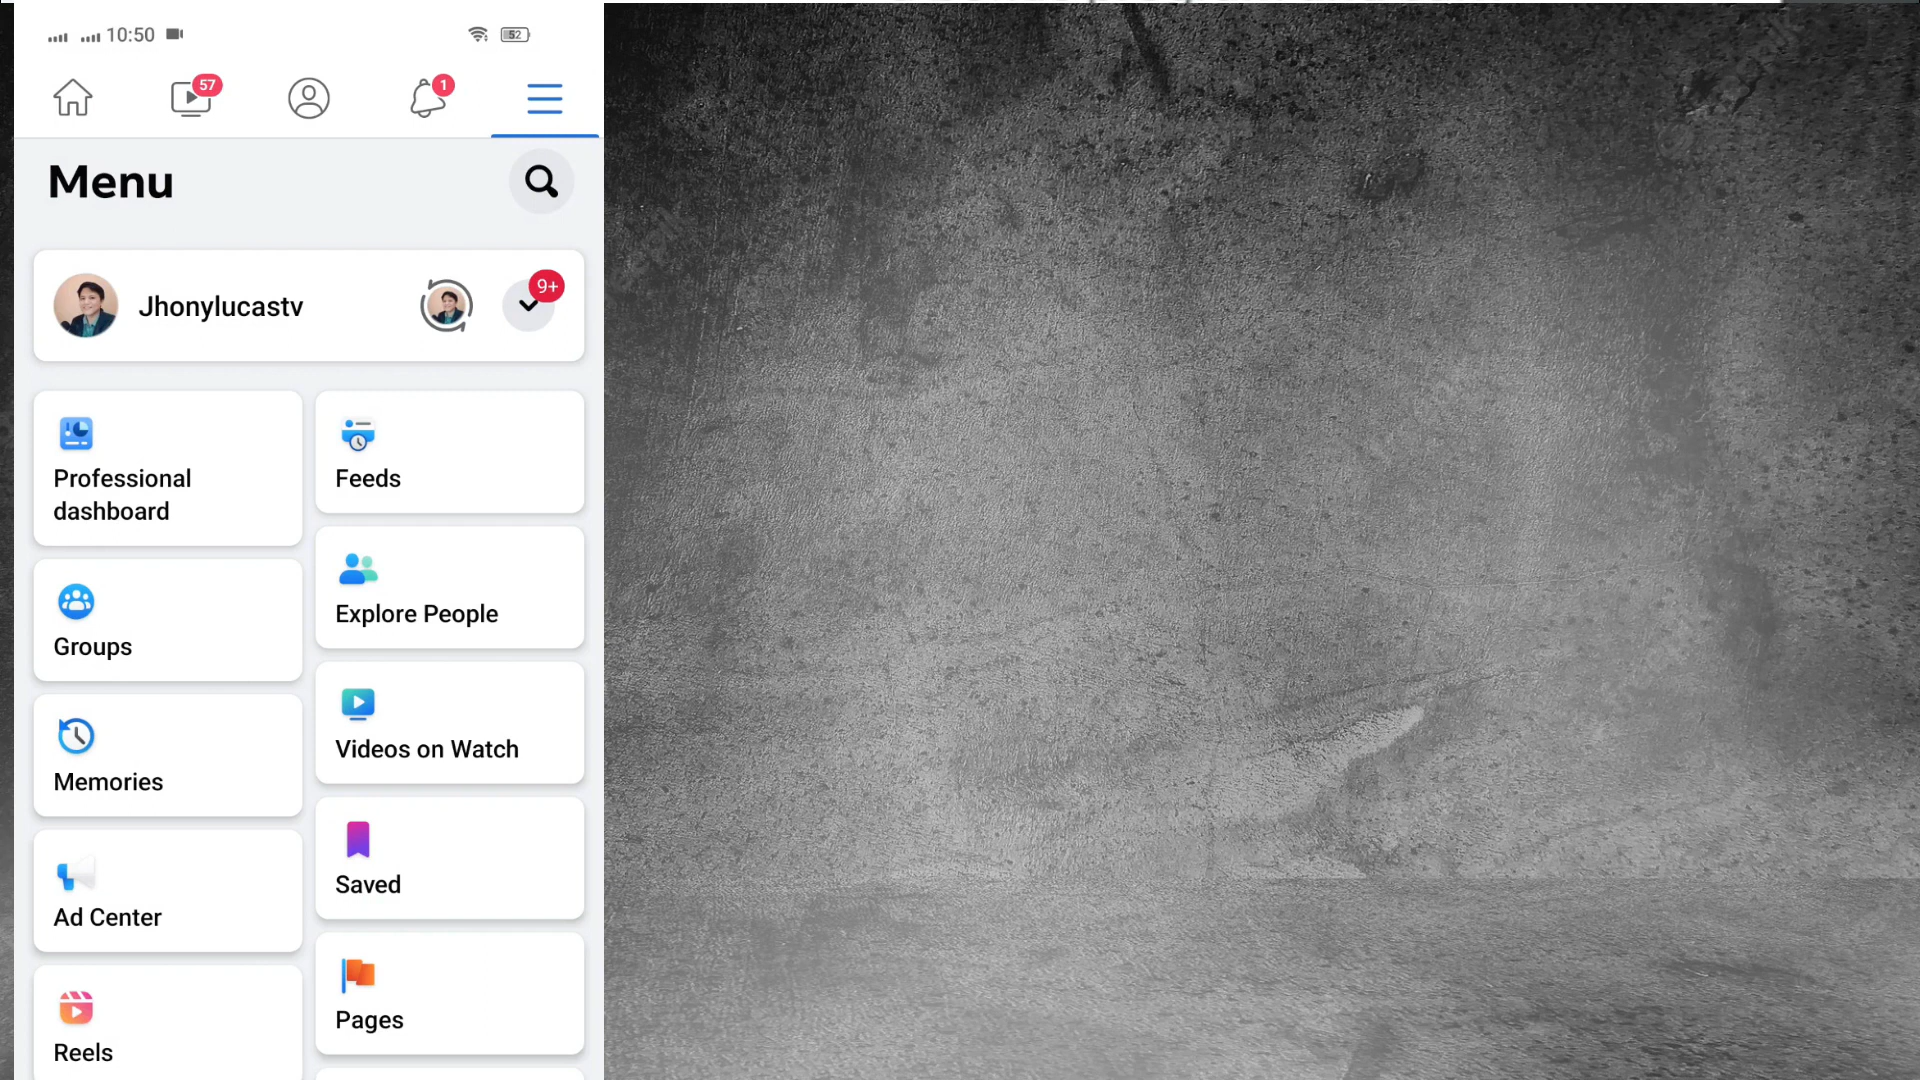 10:50
52
57
1
Menu
Jhonylucastv
9+
Professional
dashboard
Feeds
Explore People
Groups
Videos on Watch
Memories
Saved
Ad Center
Pages
Reels